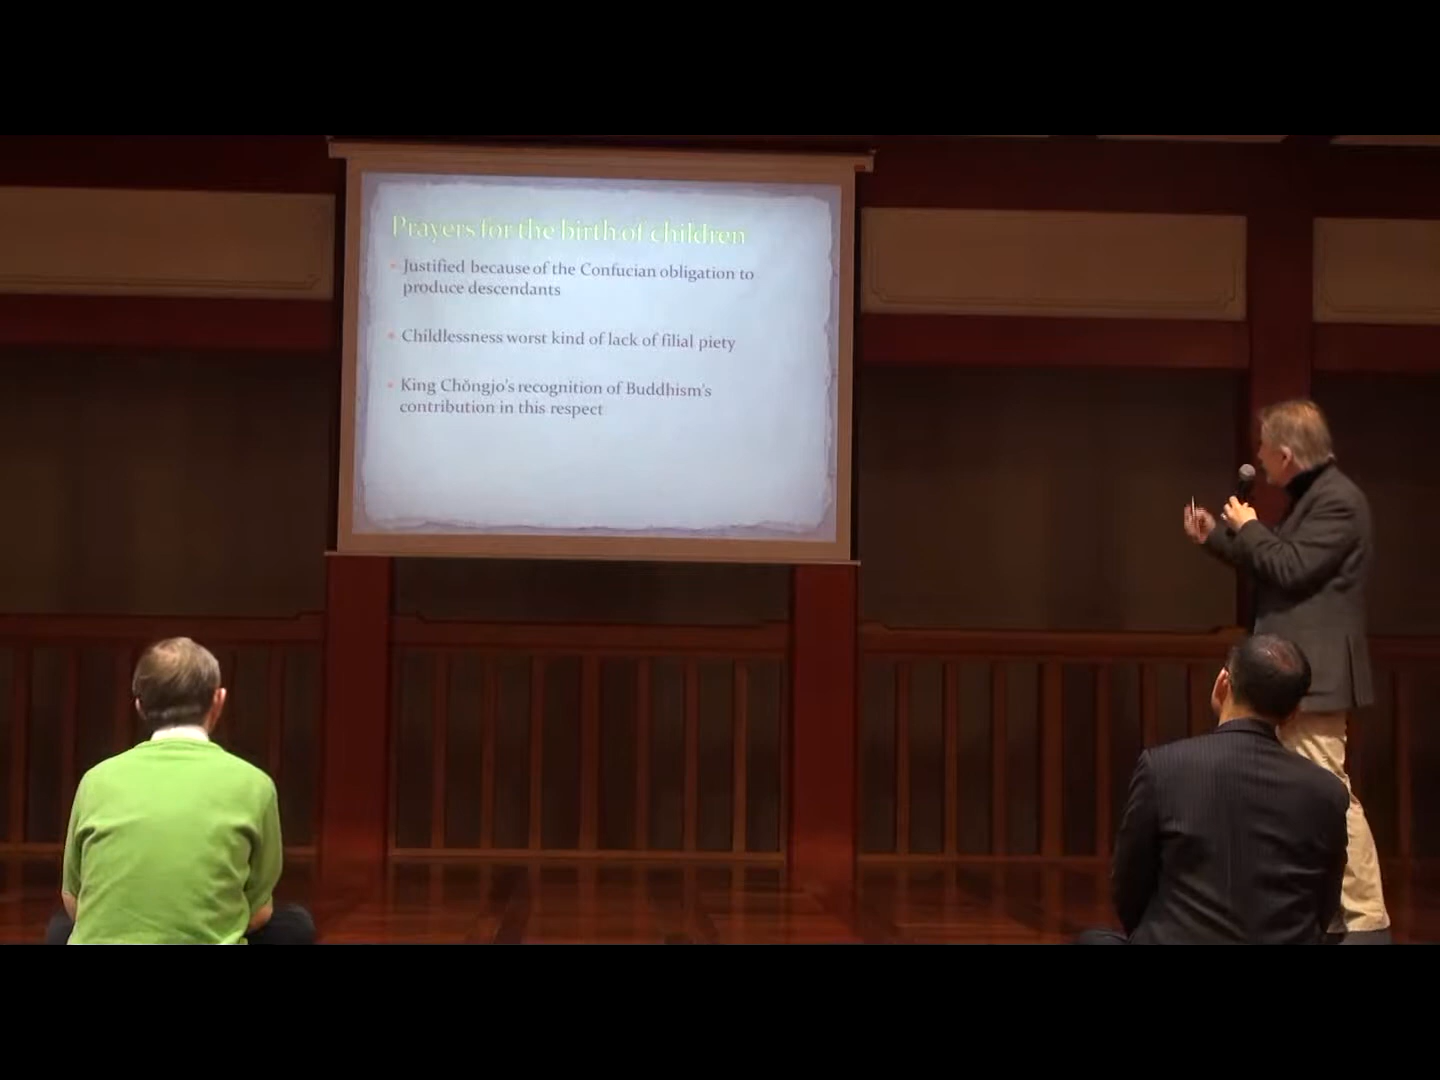 Prayers for the birth of children
Justified because of the Confucian obligation to
produce descendants
Childlessness worst kind of lack of filial piety
King Chŏngjo's recognition of Buddhism's
contribution in this respect